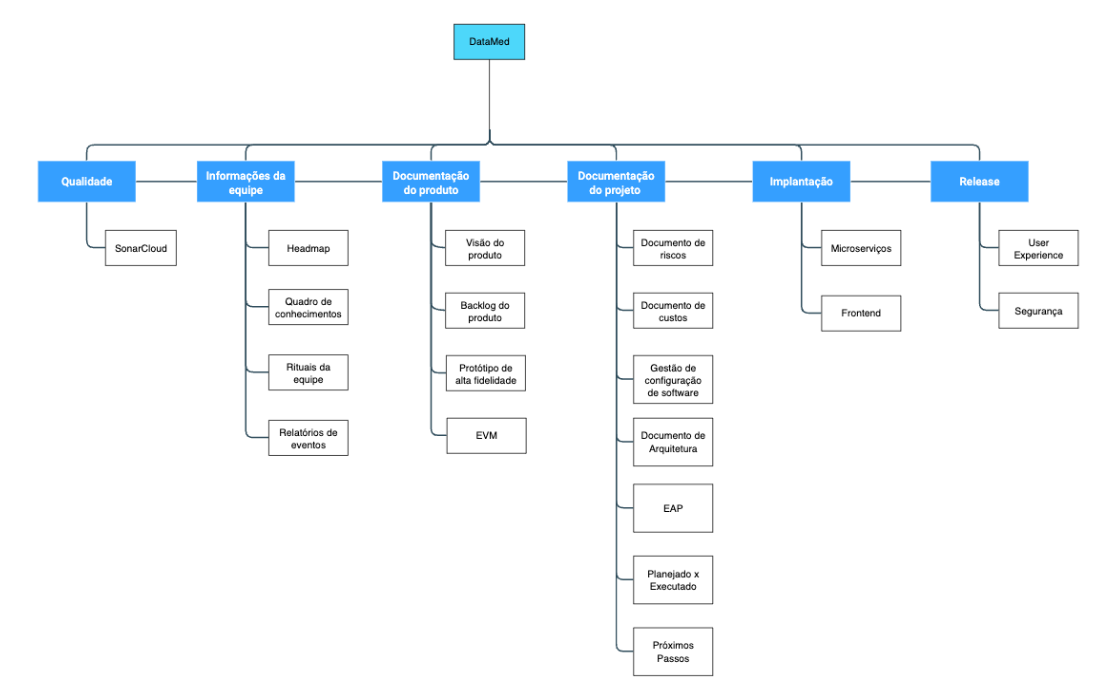 DataMed
Qualidade
Informações da
equipe
Documentação
do produto
Documentação
do projeto
Implantação
Release
SonarCloud
Headmap
Quadro de
conhecimentos
Rituais da
equipe
Relatórios de
eventos
Visão do
produto
Backlog do
produto
Protótipo de
alta fidelidade
EVM
Documento de
riscos
Documento de
custos
Gestão de
configuração
de software
Documento de
Arquitetura
EAP
Planejado x
Executado
Próximos
Passos
Microserviços
Frontend
User
Experience
Segurança